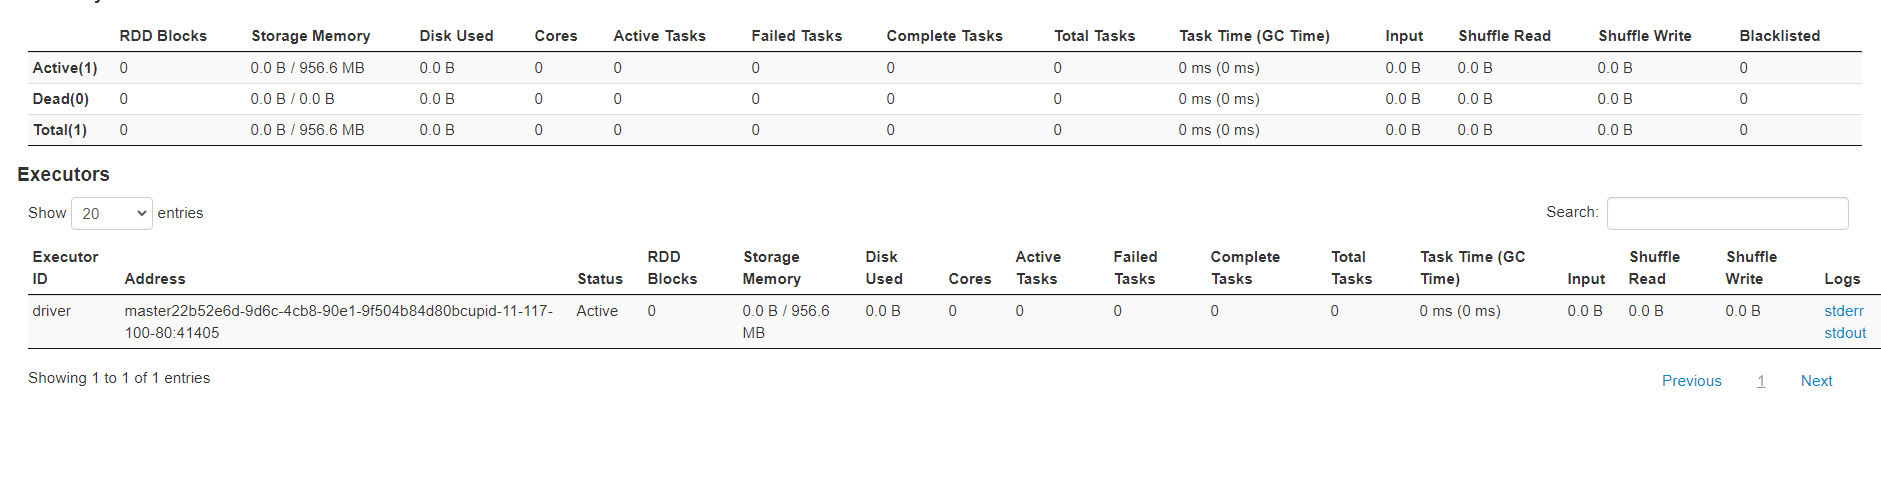 RDD Blocks Storage Memory Disk Used Cores Active Tasks Failed Tasks Complete Tasks Total Tasks Task Time (GC Time) Input Shuffle Read Shuffle Write Blacklisted
Active(1) 0 0.0 B / 956.6 MB 0.0 B 0 0 0 0 0 0 ms (0 ms) 0.0 B 0.0 B 0.0 B 0
Dead(0) 0 0.0 B / 0.0 B 0.0 B 0 0 0 0 0 0 ms (0 ms) 0.0 B 0.0 B 0.0 B 0
Total(1) 0 0.0 B / 956.6 MB 0.0 B 0 0 0 0 0 0 ms (0 ms) 0.0 B 0.0 B 0.0 B 0
Executors
Show 20 entries Search:
Executor RDD Storage Disk Active Failed Complete Total Task Time (GC Shuffle Shuffle
ID Address Status Blocks Memory Used Cores Tasks Tasks Tasks Tasks Time) Input Read Write Logs
driver master22b52e6d-9d6c-4cb8-90e1-9f504b84d80bcupid-11-117- Active 0 0.0 B / 956.6 0.0 B 0 0 0 0 0 0 ms (0 ms) 0.0 B 0.0 B 0.0 B stderr
100-80:41405 MB stdout
Showing 1 to 1 of 1 entries Previous 1 Next